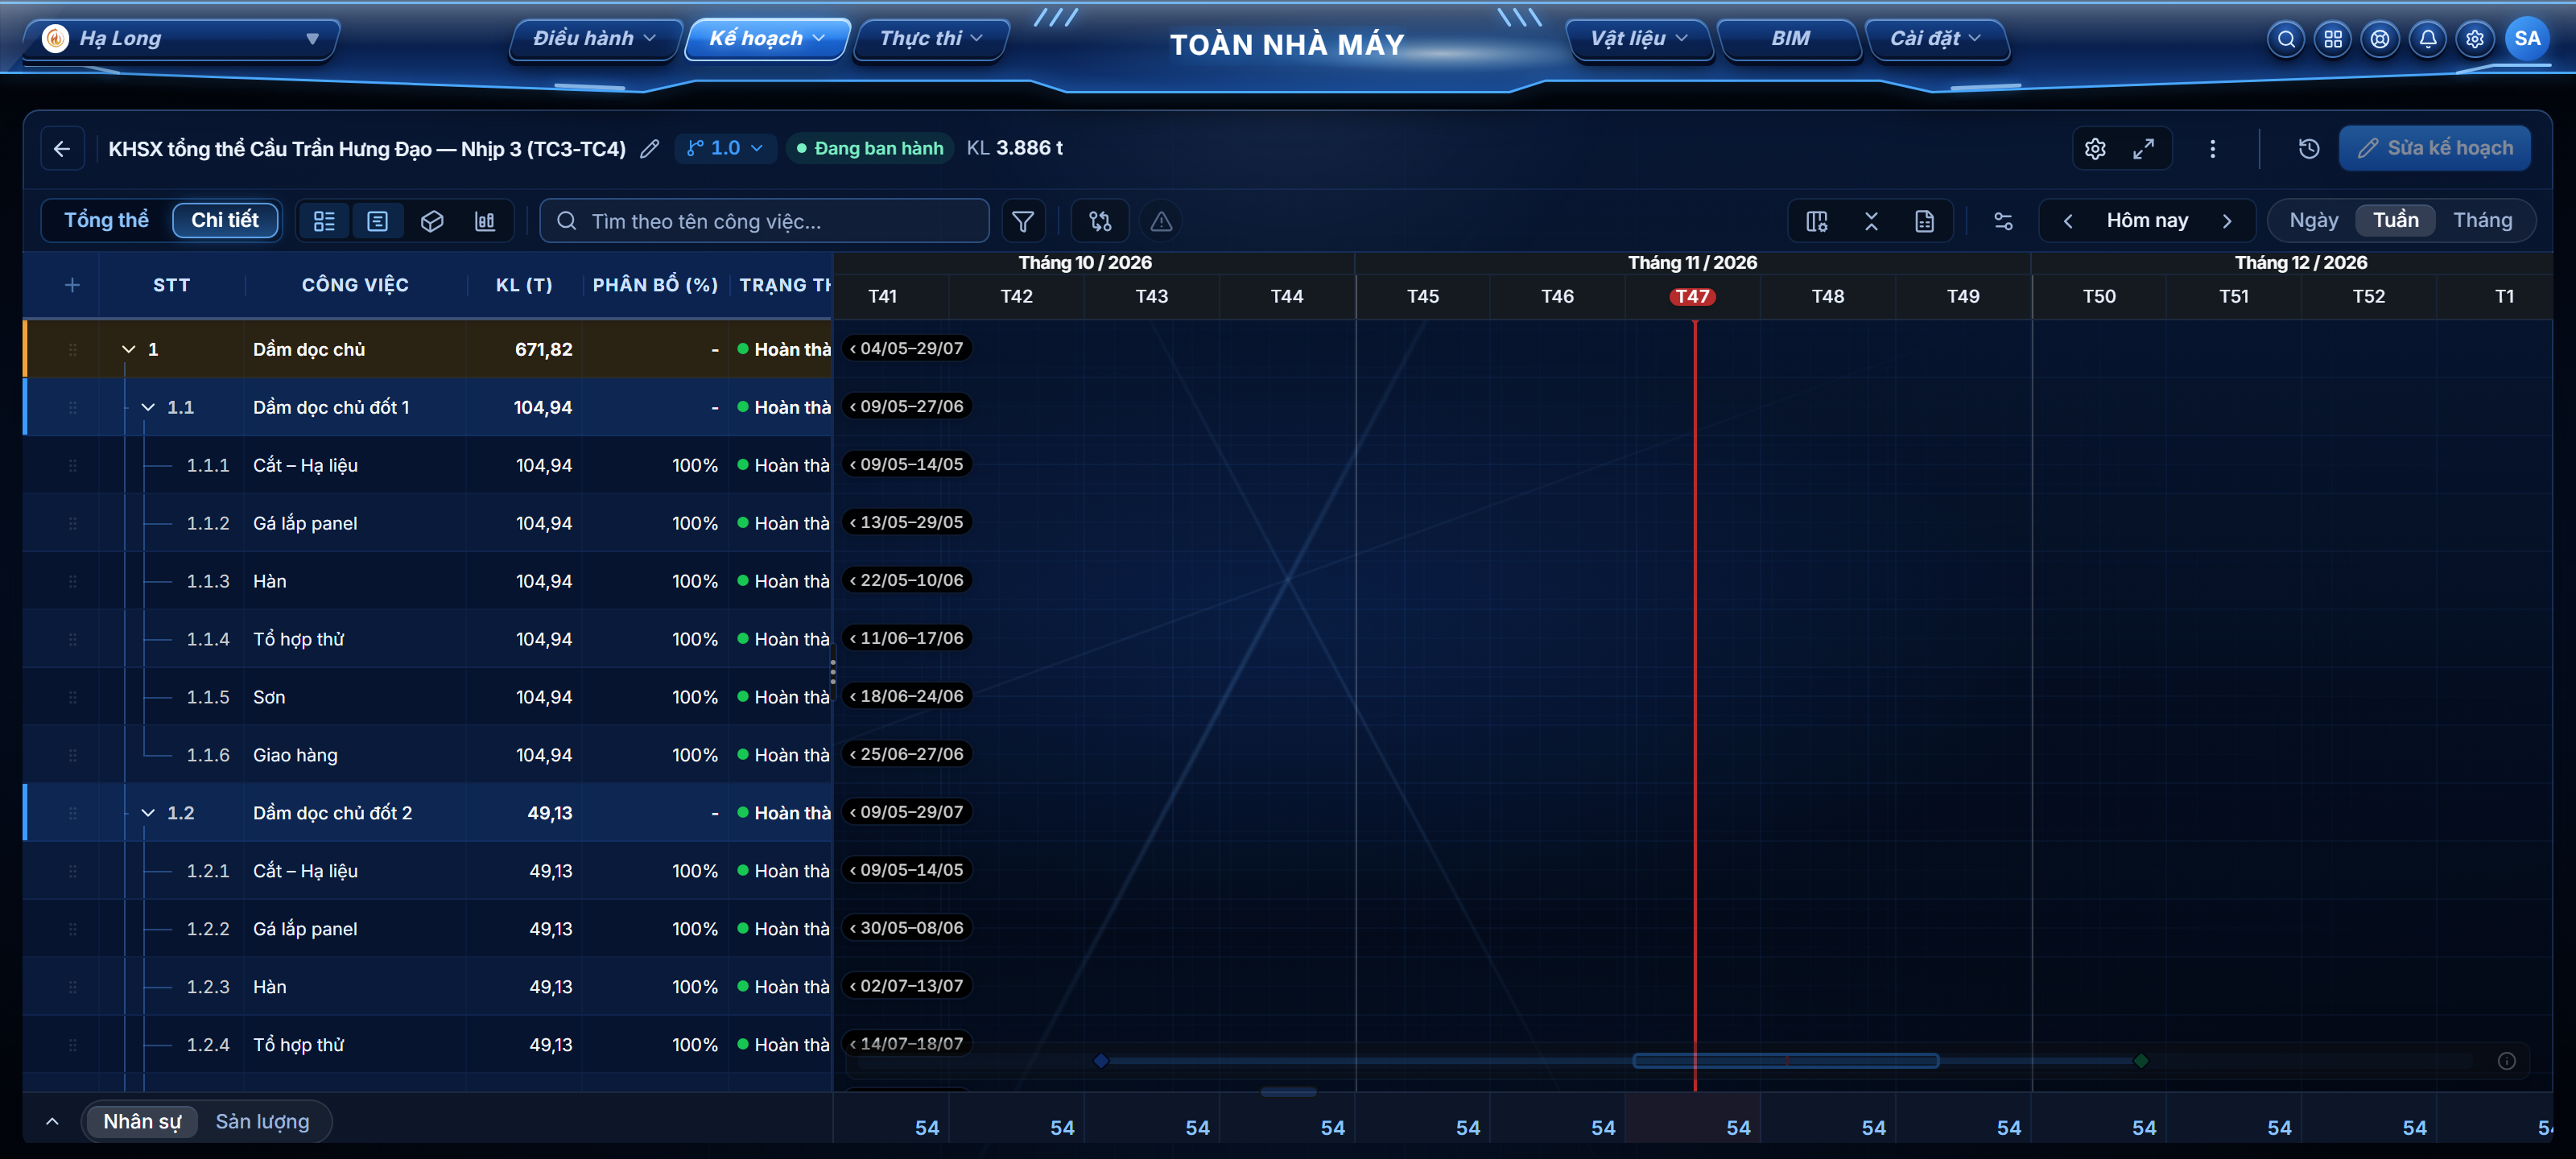 Hạ Long
Điều hành
Kế hoạch
Thực thi
TOÀN NHÀ MÁY
Vật liệu
BIM
Cài đặt
SA
KHSX tổng thể Cầu Trần Hưng Đạo — Nhịp 3 (TC3-TC4)
1.0
Đang ban hành
KL 3.886 t
Sửa kế hoạch
Tổng thể
Chi tiết
Tìm theo tên công việc...
Hôm nay
Ngày
Tuần
Tháng
STT CÔNG VIỆC KL (T) PHÂN BỔ (%) TRẠNG TH
Tháng 10 / 2026 Tháng 11 / 2026 Tháng 12 / 2026
T41 T42 T43 T44 T45 T46 T47 T48 T49 T50 T51 T52 T1
1 Dầm dọc chủ 671,82 - Hoàn thà ‹ 04/05–29/07
1.1 Dầm dọc chủ đốt 1 104,94 - Hoàn thà ‹ 09/05–27/06
1.1.1 Cắt – Hạ liệu 104,94 100% Hoàn thà ‹ 09/05–14/05
1.1.2 Gá lắp panel 104,94 100% Hoàn thà ‹ 13/05–29/05
1.1.3 Hàn 104,94 100% Hoàn thà ‹ 22/05–10/06
1.1.4 Tổ hợp thử 104,94 100% Hoàn thà ‹ 11/06–17/06
1.1.5 Sơn 104,94 100% Hoàn thà ‹ 18/06–24/06
1.1.6 Giao hàng 104,94 100% Hoàn thà ‹ 25/06–27/06
1.2 Dầm dọc chủ đốt 2 49,13 - Hoàn thà ‹ 09/05–29/07
1.2.1 Cắt – Hạ liệu 49,13 100% Hoàn thà ‹ 09/05–14/05
1.2.2 Gá lắp panel 49,13 100% Hoàn thà ‹ 30/05–08/06
1.2.3 Hàn 49,13 100% Hoàn thà ‹ 02/07–13/07
1.2.4 Tổ hợp thử 49,13 100% Hoàn thà ‹ 14/07–18/07
Nhân sự
Sản lượng
54 54 54 54 54 54 54 54 54 54 54 54